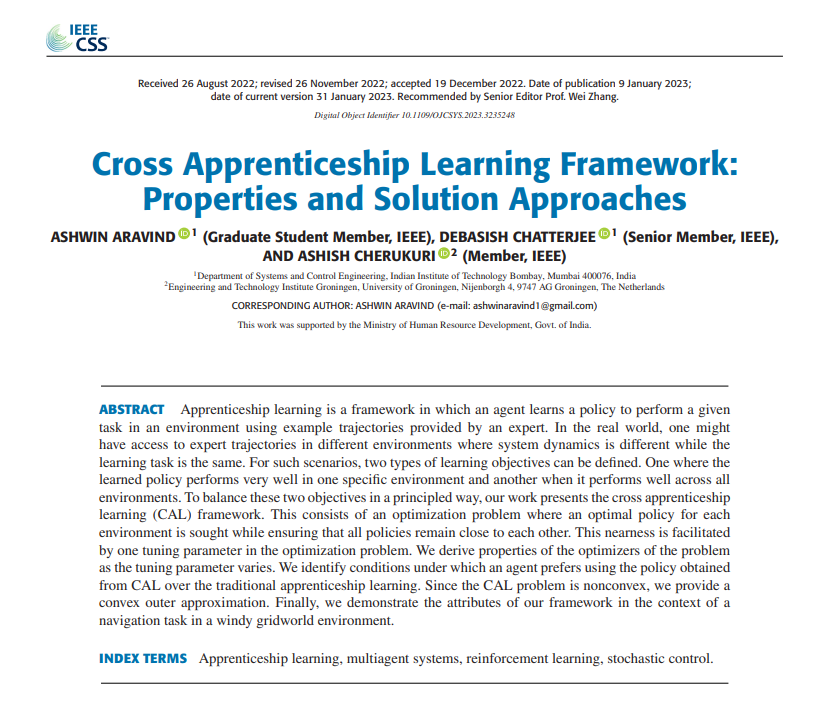 IEEE
CSS
Received 26 August 2022; revised 26 November 2022; accepted 19 December 2022. Date of publication 9 January 2023;
date of current version 31 January 2023. Recommended by Senior Editor Prof. Wei Zhang.
Digital Object Identifier 10.1109/OJCSYS.2023.3235248
Cross Apprenticeship Learning Framework:
Properties and Solution Approaches
ASHWIN ARAVIND iD 1 (Graduate Student Member, IEEE), DEBASISH CHATTERJEE iD 1 (Senior Member, IEEE),
AND ASHISH CHERUKURI iD 2 (Member, IEEE)
1Department of Systems and Control Engineering, Indian Institute of Technology Bombay, Mumbai 400076, India
2Engineering and Technology Institute Groningen, University of Groningen, Nijenborgh 4, 9747 AG Groningen, The Netherlands
CORRESPONDING AUTHOR: ASHWIN ARAVIND (e-mail: ashwinaravind1@gmail.com)
This work was supported by the Ministry of Human Resource Development, Govt. of India.
ABSTRACT Apprenticeship learning is a framework in which an agent learns a policy to perform a given
task in an environment using example trajectories provided by an expert. In the real world, one might
have access to expert trajectories in different environments where system dynamics is different while the
learning task is the same. For such scenarios, two types of learning objectives can be defined. One where the
learned policy performs very well in one specific environment and another when it performs well across all
environments. To balance these two objectives in a principled way, our work presents the cross apprenticeship
learning (CAL) framework. This consists of an optimization problem where an optimal policy for each
environment is sought while ensuring that all policies remain close to each other. This nearness is facilitated
by one tuning parameter in the optimization problem. We derive properties of the optimizers of the problem
as the tuning parameter varies. We identify conditions under which an agent prefers using the policy obtained
from CAL over the traditional apprenticeship learning. Since the CAL problem is nonconvex, we provide a
convex outer approximation. Finally, we demonstrate the attributes of our framework in the context of a
navigation task in a windy gridworld environment.
INDEX TERMS Apprenticeship learning, multiagent systems, reinforcement learning, stochastic control.